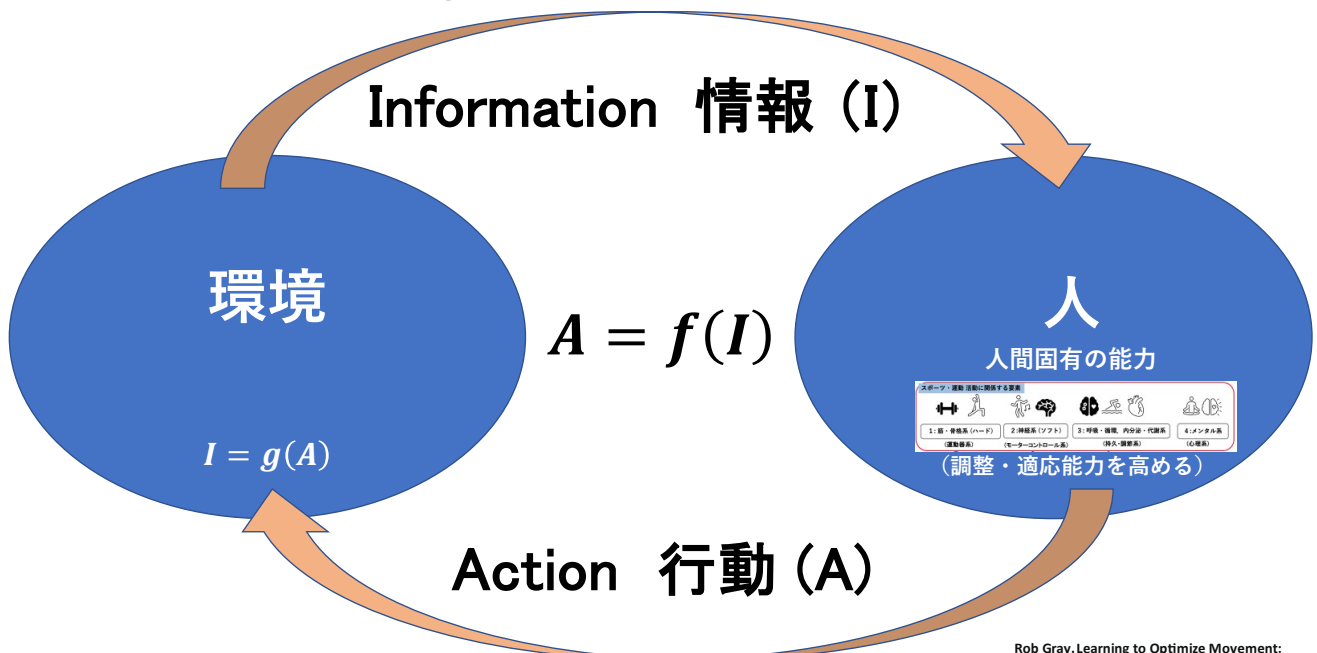 Information 情報 (I)
環境
A = f(I)
I = g(A)
人
人間固有の能力
スポーツ・運動 活動に関係する要素
1:筋・骨格系(ハード)
2:神経系(ソフト)
3:呼吸・循環、内分泌・代謝系
4:メンタル系
(運動器系)
(モーターコントロール系)
(持久・調節系)
(心理系)
(調整・適応能力を高める)
Action 行動 (A)
Rob Gray.Learning to Optimize Movement: